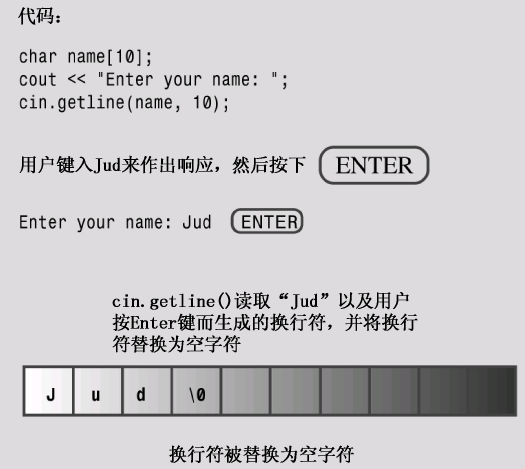 代码：
char name[10];
cout << "Enter your name: ";
cin.getline(name, 10);
用户键入Jud来作出响应，然后按下 ENTER
Enter your name: Jud ENTER
cin.getline()读取“Jud”以及用户
按Enter键而生成的换行符，并将换行
符替换为空字符
J u d \0
换行符被替换为空字符